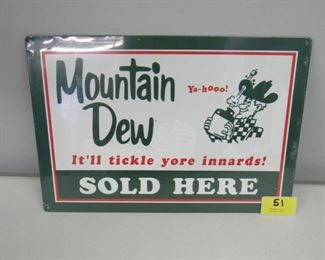 Mountain
Dew
Ya-hooo!
It'll tickle yore innards!
SOLD HERE
51